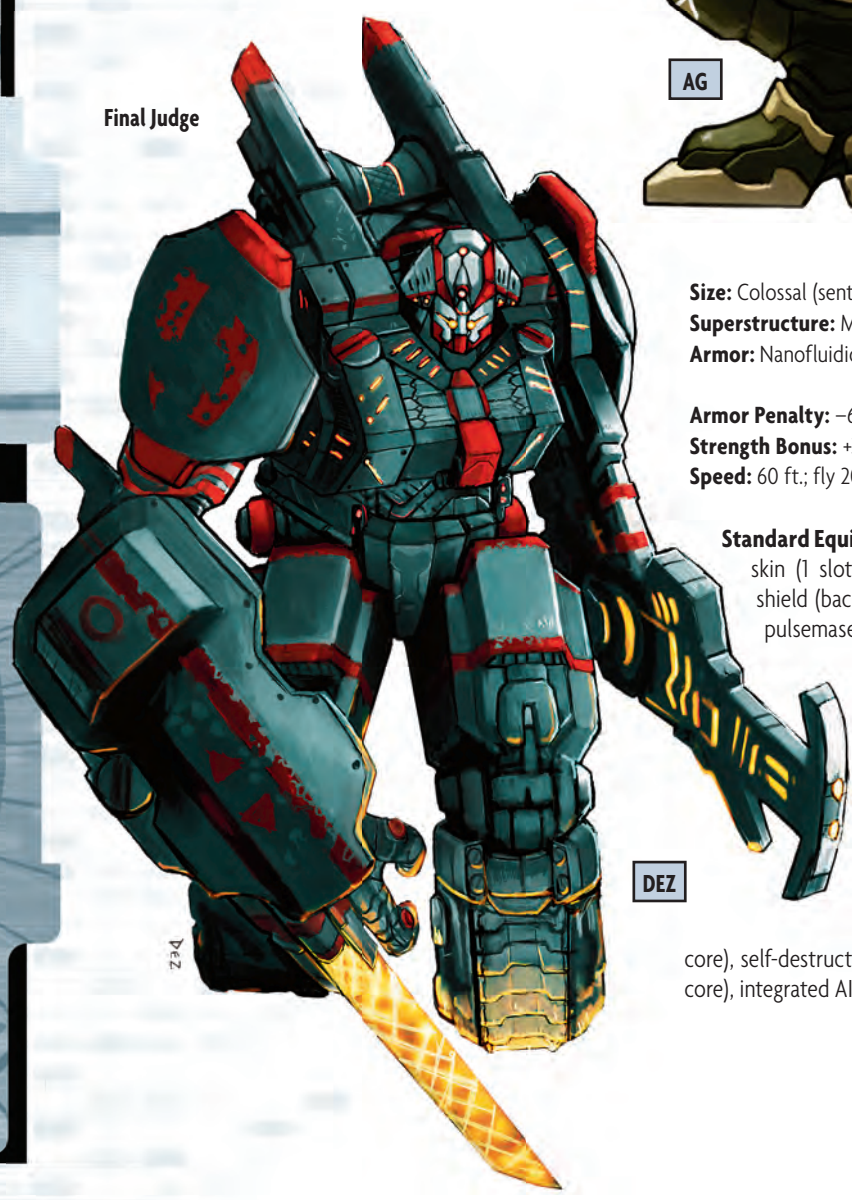 AG
Final Judge
Size: Colossal (sent
Superstructure: M
Armor: Nanofluidic
Armor Penalty: –6
Strength Bonus: +
Speed: 60 ft.; fly 20
Standard Equi
skin (1 slot
shield (bac
pulsemase
DEZ
DEZ
core), self-destruct
core), integrated AI